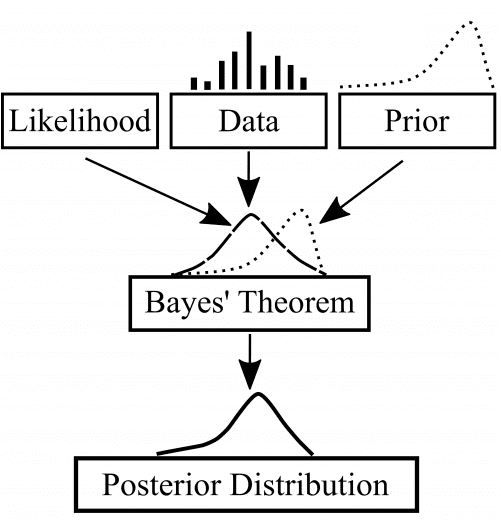 Likelihood
Data
Prior
Bayes' Theorem
Posterior Distribution